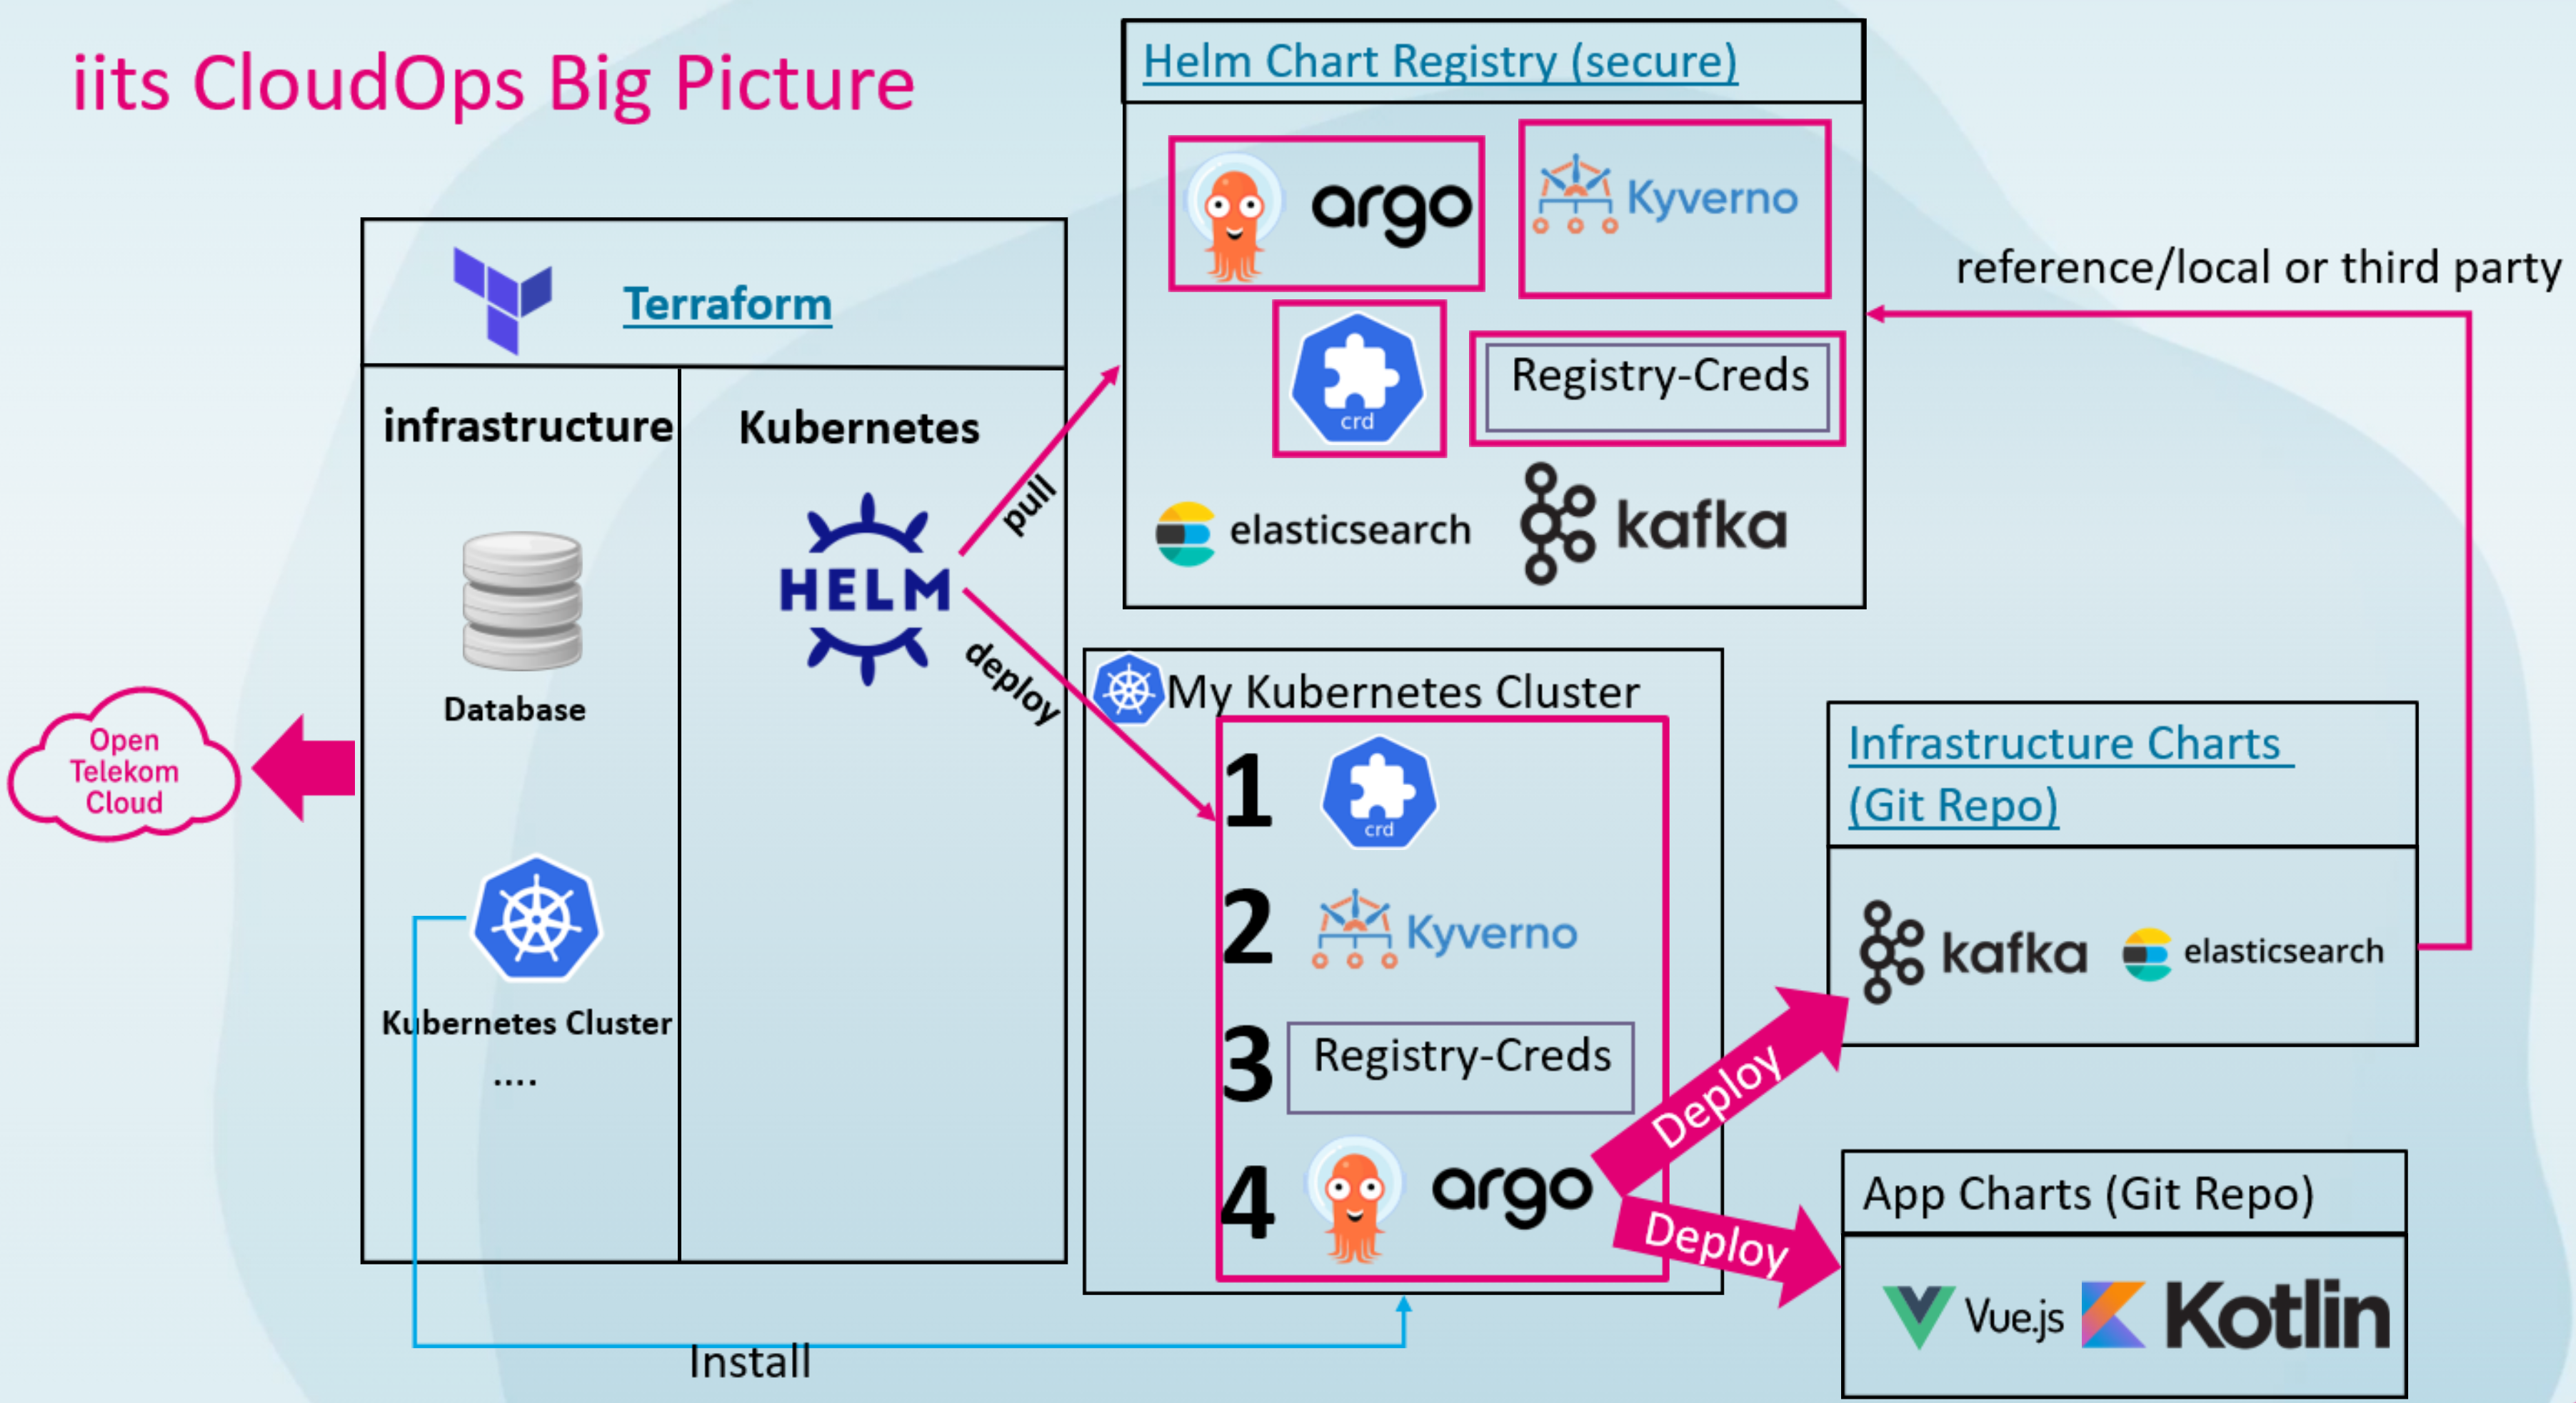 iits CloudOps Big Picture
Helm Chart Registry (secure)
argo
Kyverno
crd
Registry-Creds
elasticsearch
kafka
reference/local or third party
Terraform
infrastructure
Kubernetes
HELM
pull
deploy
Database
Kubernetes Cluster
....
Open
Telekom
Cloud
Install
My Kubernetes Cluster
1
crd
2
Kyverno
3
Registry-Creds
4
argo
Deploy
Deploy
Infrastructure Charts
(Git Repo)
kafka
elasticsearch
App Charts (Git Repo)
Vue.js
Kotlin